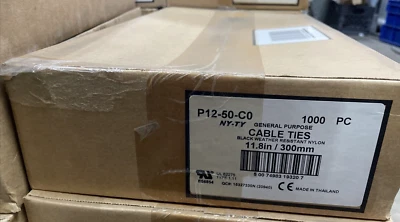 P12-50-C0 1000 PC
NY-TY GENERAL PURPOSE
CABLE TIES
BLACK WEATHER RESISTANT NYLON
11.8in / 300mm
MADE IN THAILAND